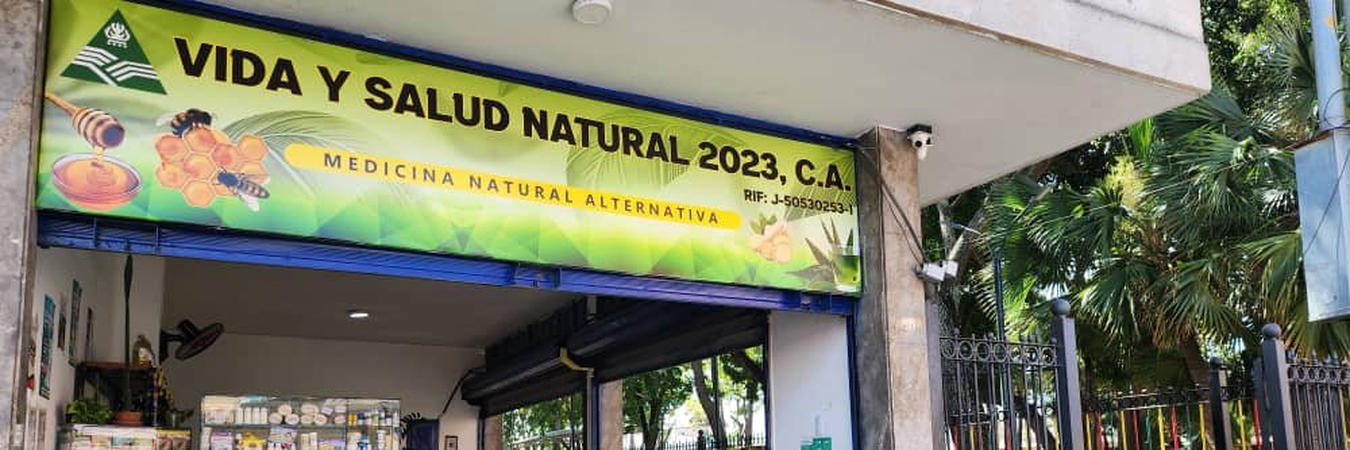 VIDA Y SALUD NATURAL 2023, C.A.
MEDICINA NATURAL ALTERNATIVA
RIF: J-50530253-1